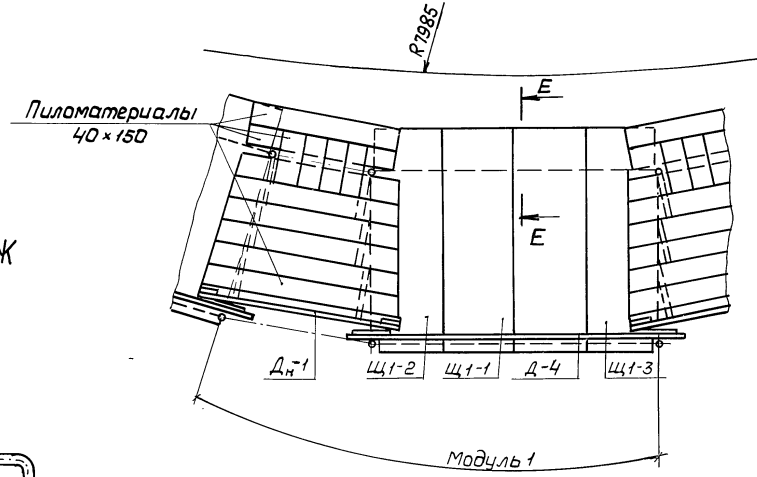 R7985
E
Пиломатериалы
40×150
E
Ж
Дн-1
Щ1-2
Щ1-1
Д-4
Щ1-3
Модуль 1